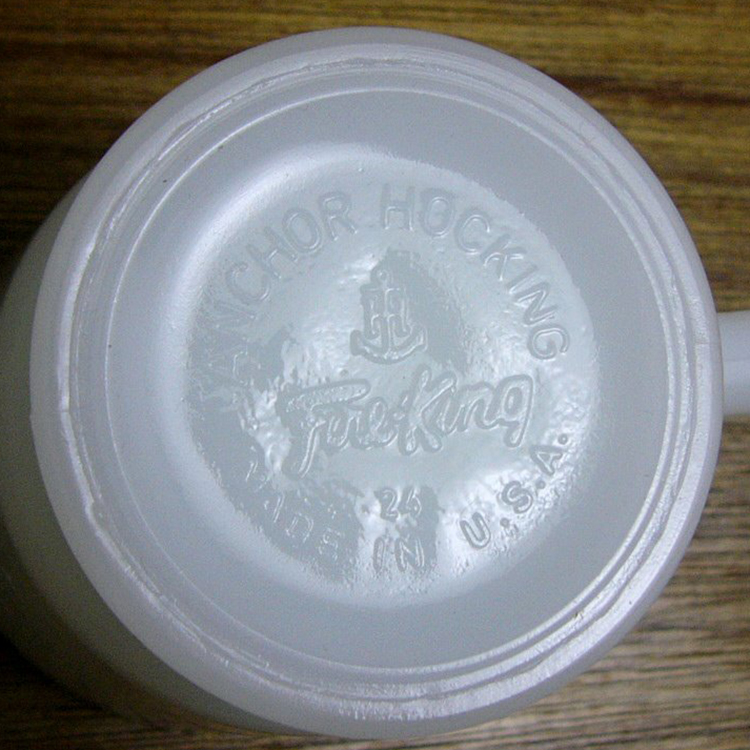 ANCHOR HOCKING
Fire-King
24
MADE IN U.S.A.